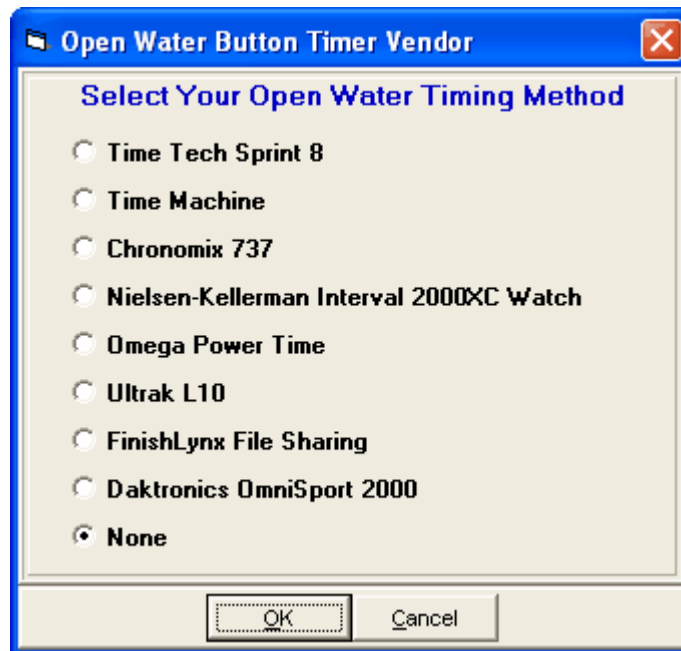 Open Water Button Timer Vendor
Select Your Open Water Timing Method
Time Tech Sprint 8
Time Machine
Chronomix 737
Nielsen-Kellerman Interval 2000XC Watch
Omega Power Time
Ultrak L10
FinishLynx File Sharing
Daktronics OmniSport 2000
None
OK Cancel